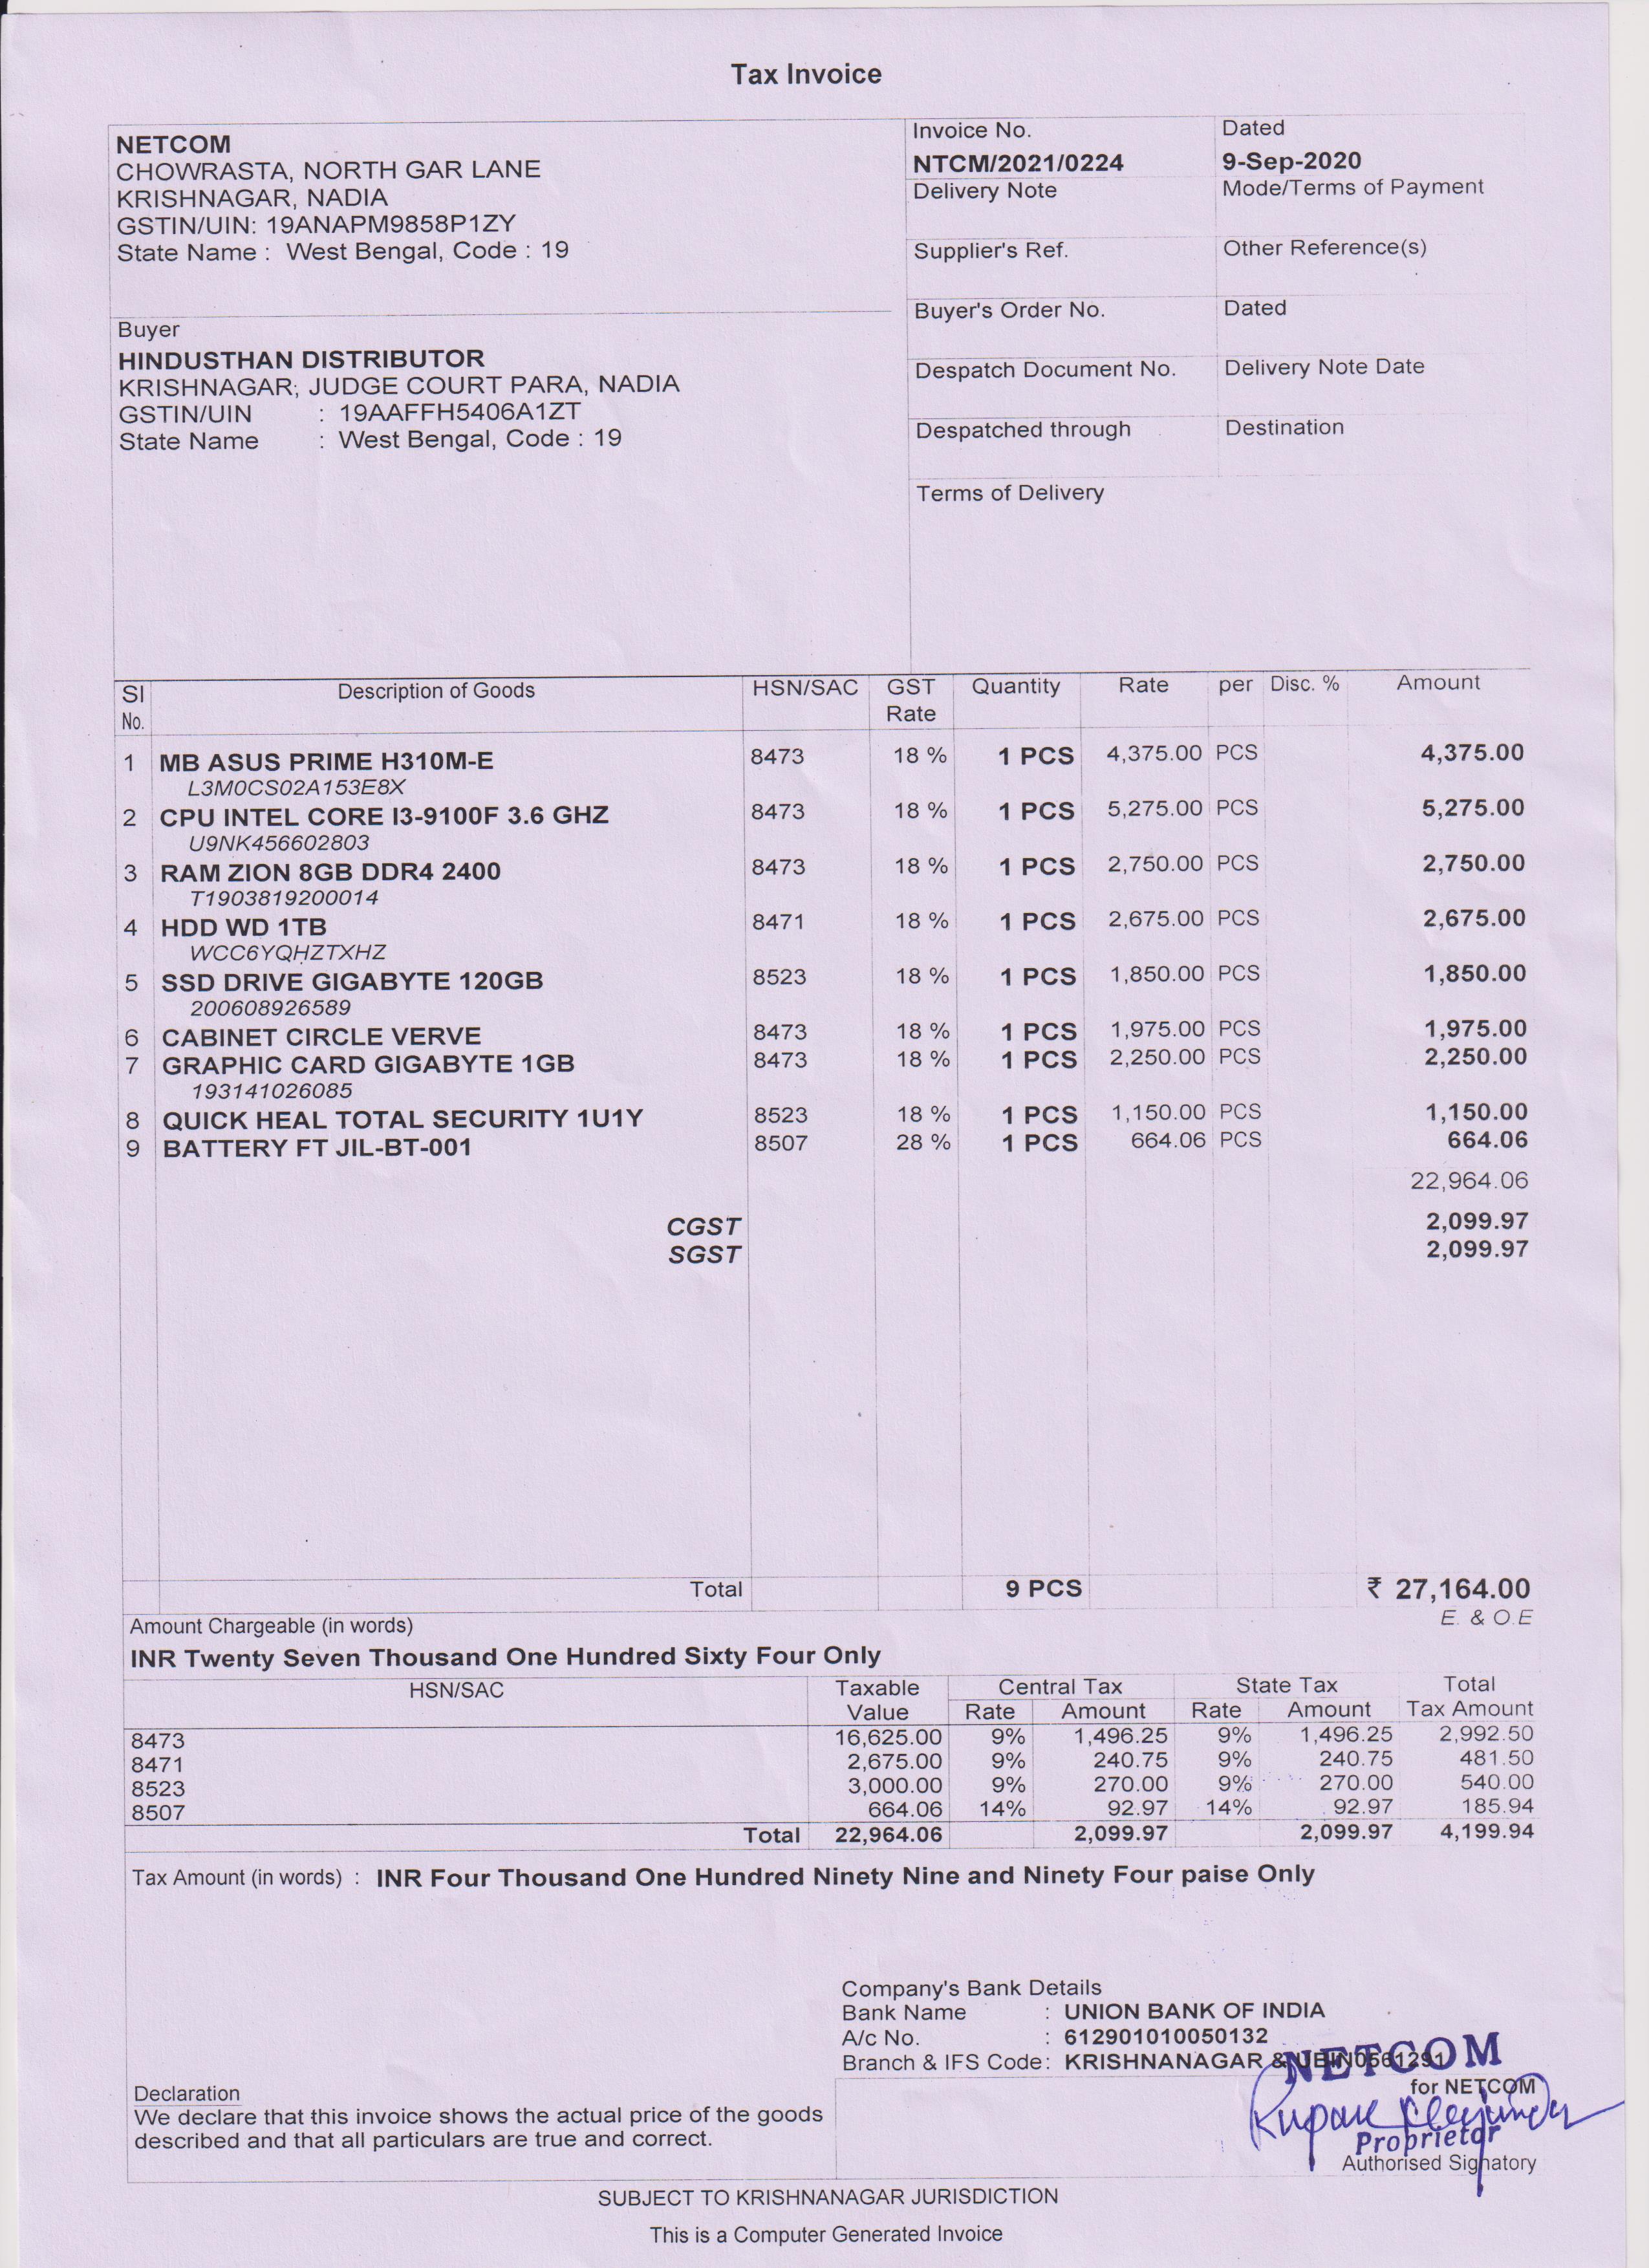 Tax Invoice
NETCOM
CHOWRASTA, NORTH GAR LANE
KRISHNAGAR, NADIA
GSTIN/UIN: 19ANAPM9858P1ZY
State Name : West Bengal, Code : 19
Invoice No. Dated
NTCM/2021/0224 9-Sep-2020
Delivery Note Mode/Terms of Payment
Supplier's Ref. Other Reference(s)
Buyer's Order No. Dated
Despatch Document No. Delivery Note Date
Despatched through Destination
Terms of Delivery
Buyer
HINDUSTHAN DISTRIBUTOR
KRISHNAGAR, JUDGE COURT PARA, NADIA
GSTIN/UIN : 19AAFFH5406A1ZT
State Name : West Bengal, Code : 19
Sl Description of Goods HSN/SAC GST Quantity Rate per Disc. % Amount
No. Rate
1 MB ASUS PRIME H310M-E 8473 18 % 1 PCS 4,375.00 PCS 4,375.00
L3M0CS02A153E8X
2 CPU INTEL CORE I3-9100F 3.6 GHZ 8473 18 % 1 PCS 5,275.00 PCS 5,275.00
U9NK456602803
3 RAM ZION 8GB DDR4 2400 8473 18 % 1 PCS 2,750.00 PCS 2,750.00
T1903819200014
4 HDD WD 1TB 8471 18 % 1 PCS 2,675.00 PCS 2,675.00
WCC6YQHZTXHZ
5 SSD DRIVE GIGABYTE 120GB 8523 18 % 1 PCS 1,850.00 PCS 1,850.00
200608926589
6 CABINET CIRCLE VERVE 8473 18 % 1 PCS 1,975.00 PCS 1,975.00
7 GRAPHIC CARD GIGABYTE 1GB 8473 18 % 1 PCS 2,250.00 PCS 2,250.00
193141026085
8 QUICK HEAL TOTAL SECURITY 1U1Y 8523 18 % 1 PCS 1,150.00 PCS 1,150.00
9 BATTERY FT JIL-BT-001 8507 28 % 1 PCS 664.06 PCS 664.06
22,964.06
CGST 2,099.97
SGST 2,099.97
Total 9 PCS ₹ 27,164.00
Amount Chargeable (in words) E. & O.E
INR Twenty Seven Thousand One Hundred Sixty Four Only
HSN/SAC Taxable Central Tax State Tax Total
Value Rate Amount Rate Amount Tax Amount
8473 16,625.00 9% 1,496.25 9% 1,496.25 2,992.50
8471 2,675.00 9% 240.75 9% 240.75 481.50
8523 3,000.00 9% 270.00 9% 270.00 540.00
8507 664.06 14% 92.97 14% 92.97 185.94
Total 22,964.06 2,099.97 2,099.97 4,199.94
Tax Amount (in words) : INR Four Thousand One Hundred Ninety Nine and Ninety Four paise Only
Company's Bank Details
Bank Name : UNION BANK OF INDIA
A/c No. : 612901010050132
Branch & IFS Code : KRISHNANAGAR & UBIN0561291
NETCOM
for NETCOM
Proprietor
Authorised Signatory
Declaration
We declare that this invoice shows the actual price of the goods
described and that all particulars are true and correct.
SUBJECT TO KRISHNANAGAR JURISDICTION
This is a Computer Generated Invoice